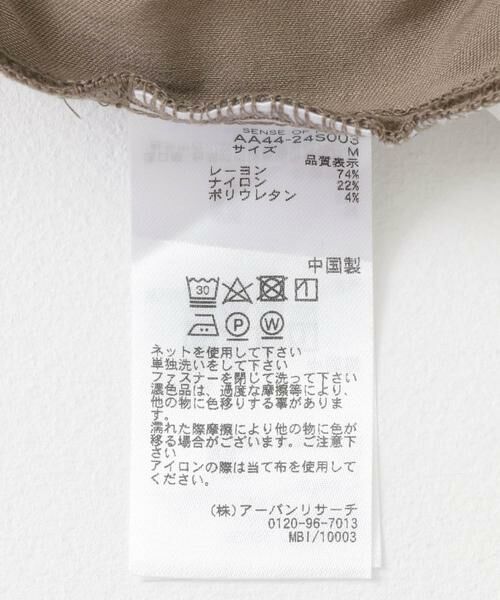 SENSE OF
AA44-24S003
サイズ M
品質表示
レーヨン 74%
ナイロン 22%
ポリウレタン 4%
中国製
30
P W
ネットを使用して下さい
単独洗いをして下さい
ファスナーを閉じて洗って下さい
濃色品は、過度な摩擦等により、
他の物に色移りする事がありま
す。
濡れた際摩擦により他の物に色が
移る場合がございます。ご注意下
さい
アイロンの際は当て布を使用して
ください。
(株)アーバンリサーチ
0120-96-7013
MBI/10003